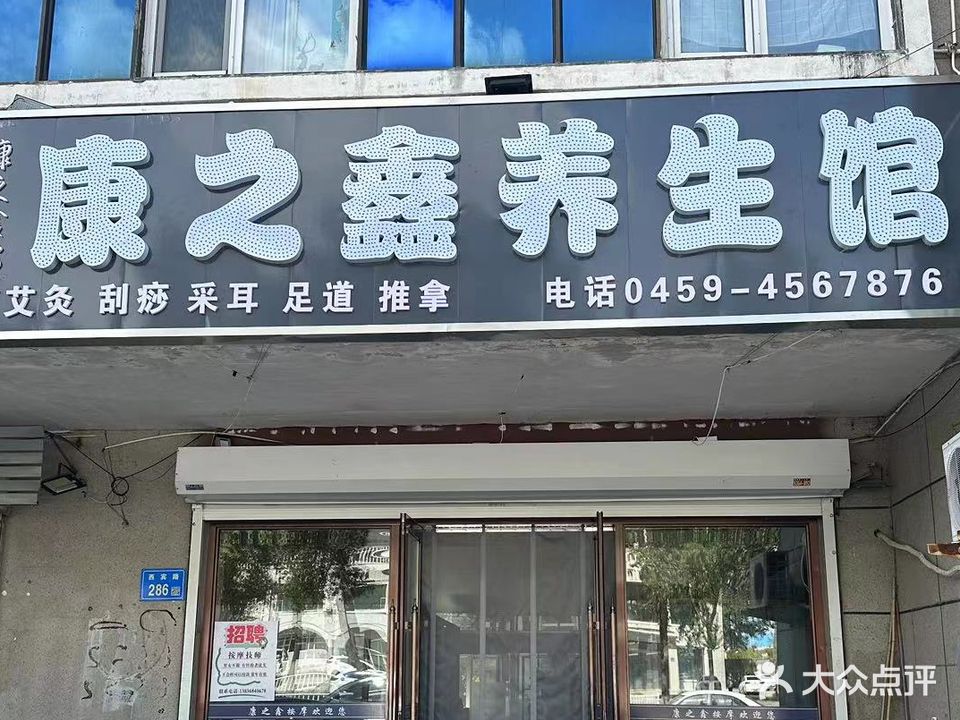 康之鑫养生馆
艾灸 刮痧 采耳 足道 推拿
电话0459-4567876
西宾路
286
招聘
按摩技师
康之鑫按摩欢迎您
康之鑫按摩欢迎您
大众点评